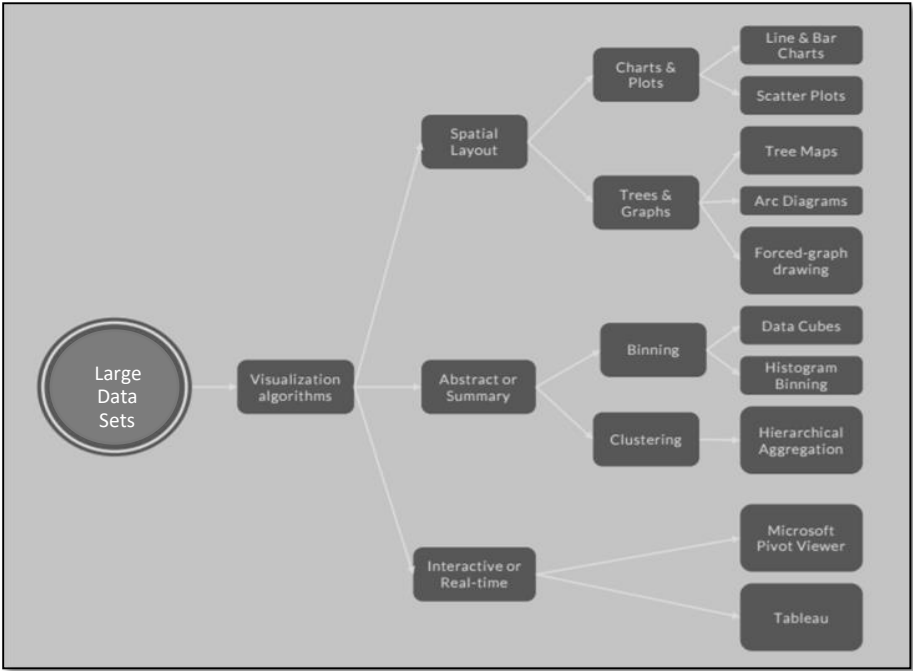 Large
Data
Sets
Visualization
algorithms
Spatial
Layout
Charts &
Plots
Line & Bar
Charts
Scatter Plots
Trees &
Graphs
Tree Maps
Arc Diagrams
Forced-graph
drawing
Abstract or
Summary
Binning
Data Cubes
Histogram
Binning
Clustering
Hierarchical
Aggregation
Interactive or
Real-time
Microsoft
Pivot Viewer
Tableau